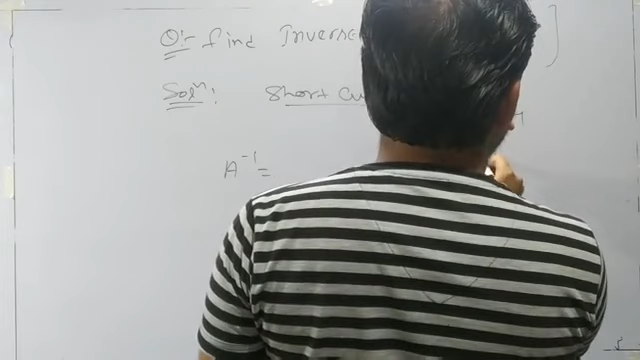 Q:- find Inverse
Solⁿ: Short Cu
A⁻¹ =